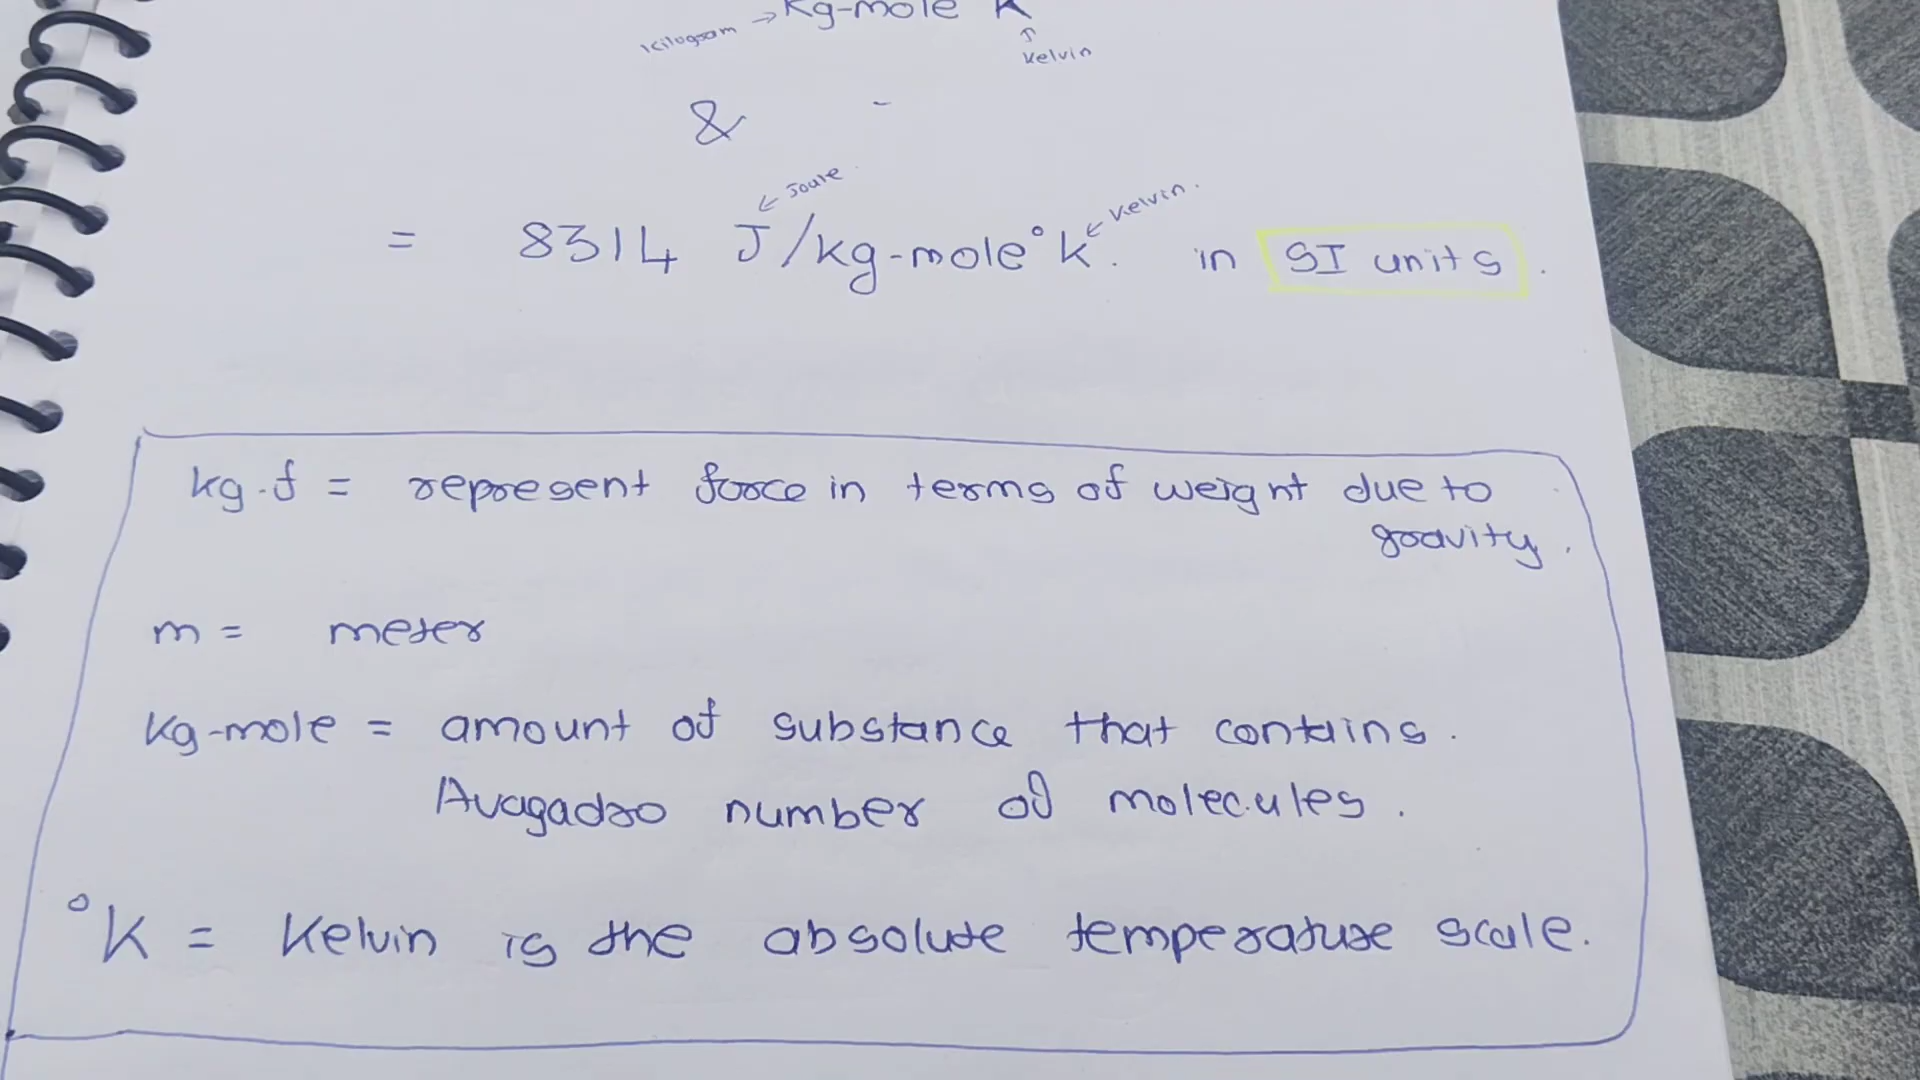 kilogram → Kg-mole K
↑
Kelvin
& -
← Joule
← Kelvin.
= 8314 J/kg-mole°K. in SI units.
kg.f = represent force in terms of weight due to
gravity.
m = meter
Kg-mole = amount of substance that contains.
Avagadro number of molecules.
°K = Kelvin is the absolute temperature scale.